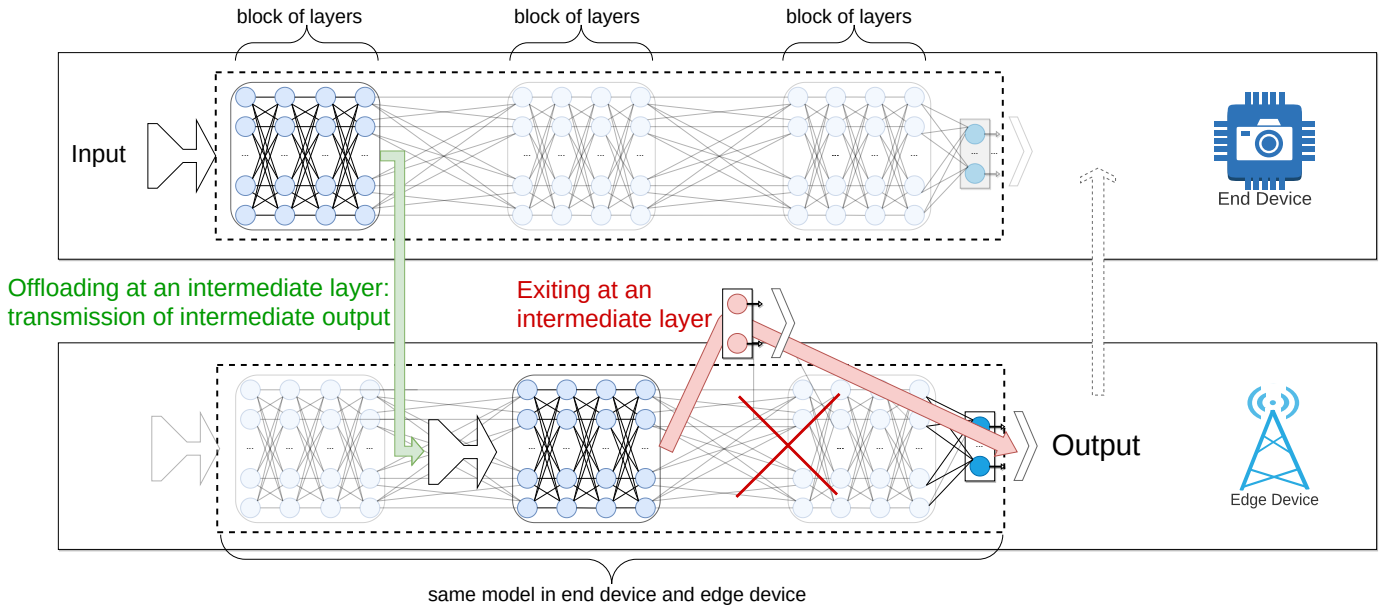 block of layers
block of layers
block of layers
Input
End Device
Offloading at an intermediate layer:
transmission of intermediate output
Exiting at an
intermediate layer
Output
Edge Device
same model in end device and edge device